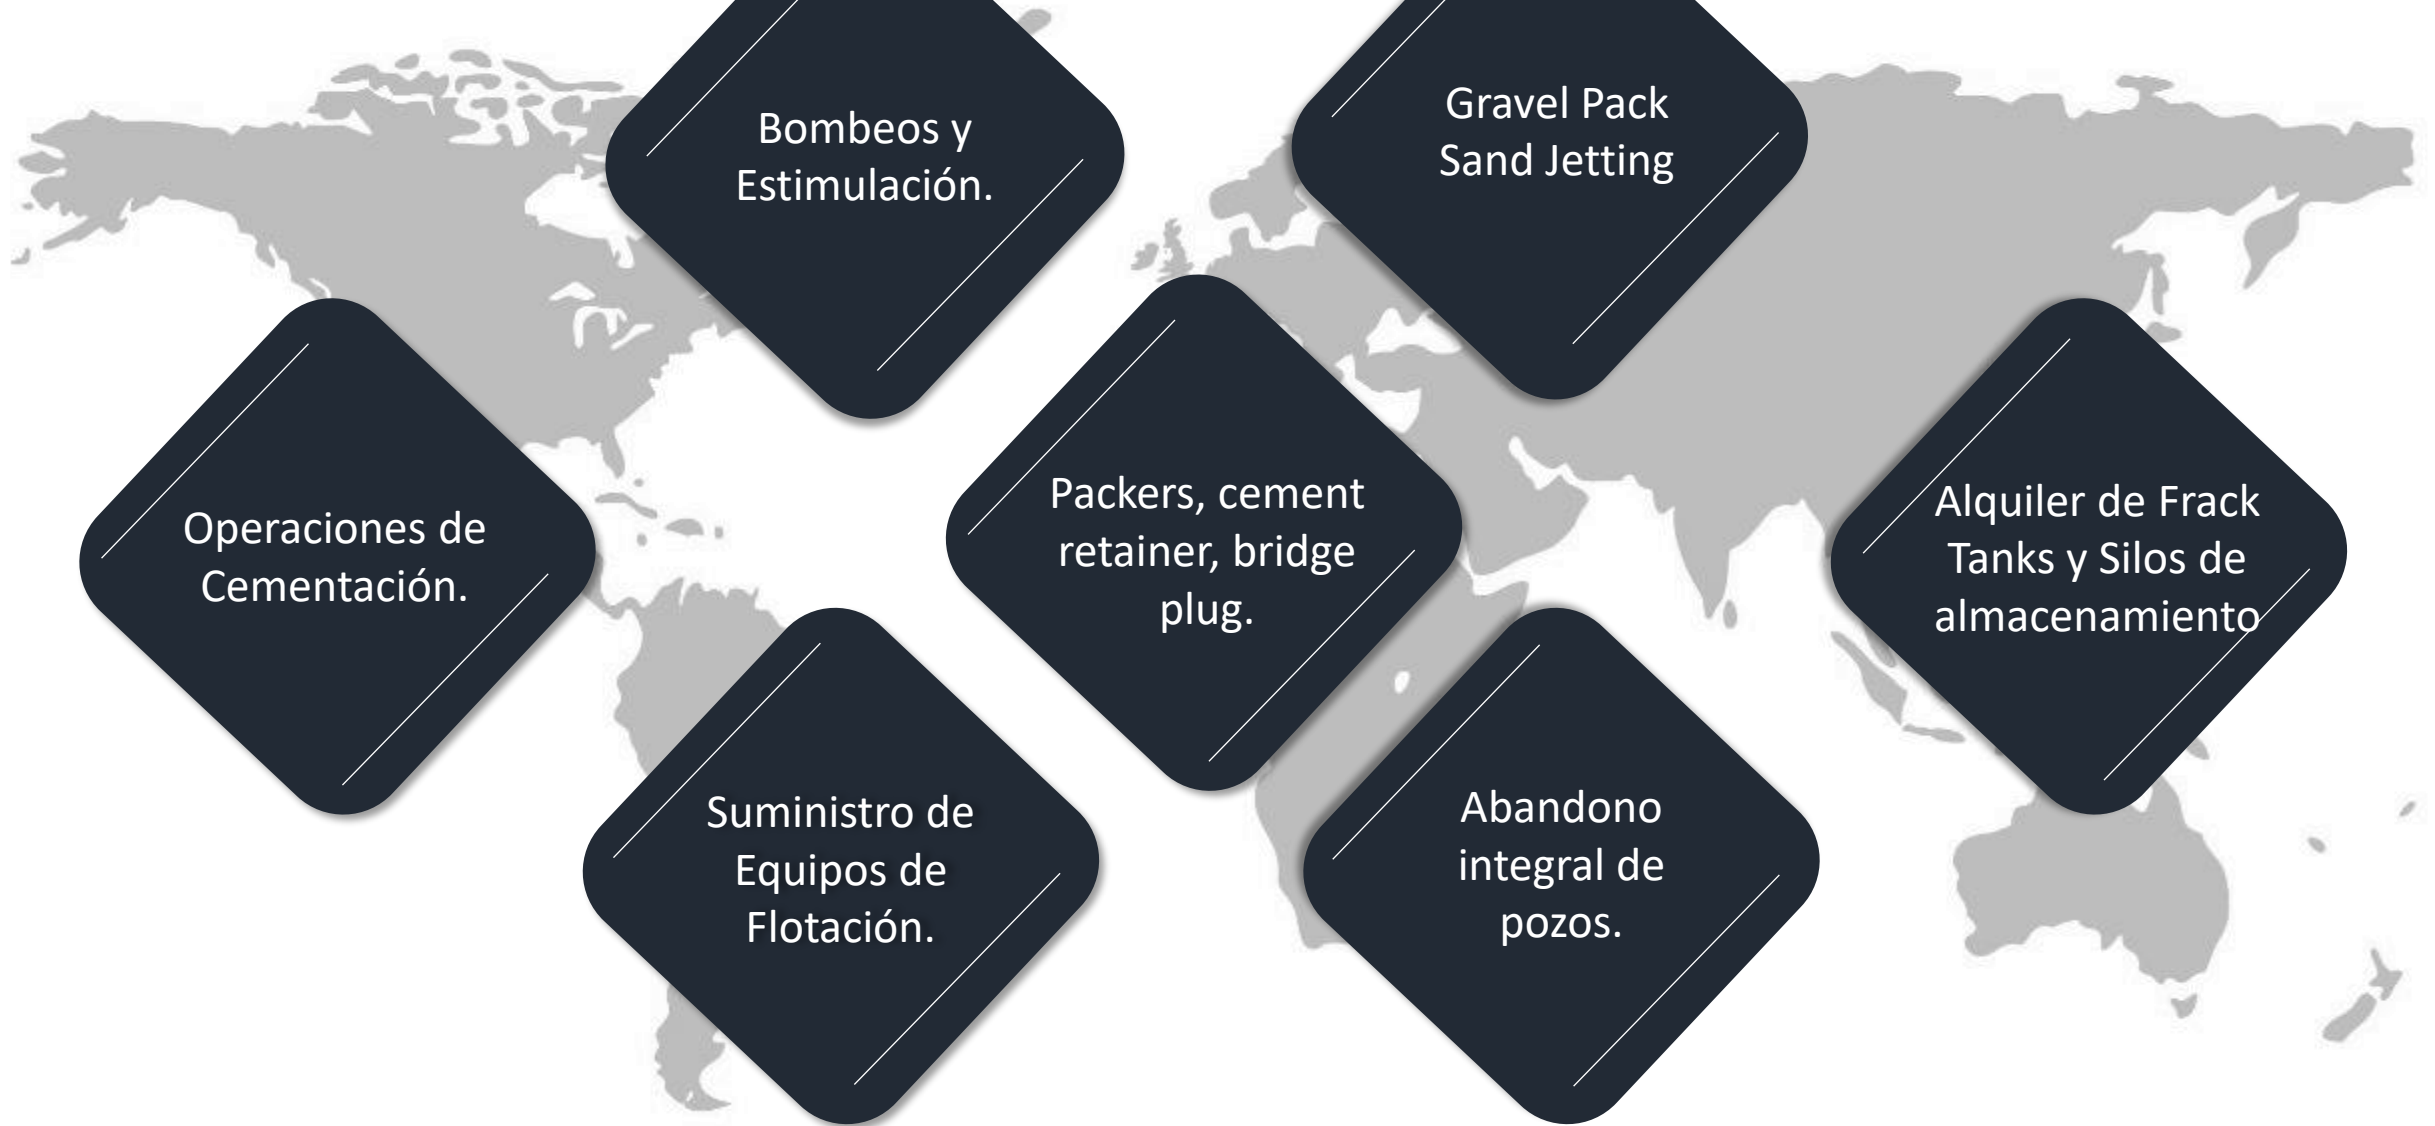 Bombeos y
Estimulación.
Gravel Pack
Sand Jetting
Operaciones de
Cementación.
Packers, cement
retainer, bridge
plug.
Alquiler de Frack
Tanks y Silos de
almacenamiento
Suministro de
Equipos de
Flotación.
Abandono
integral de
pozos.